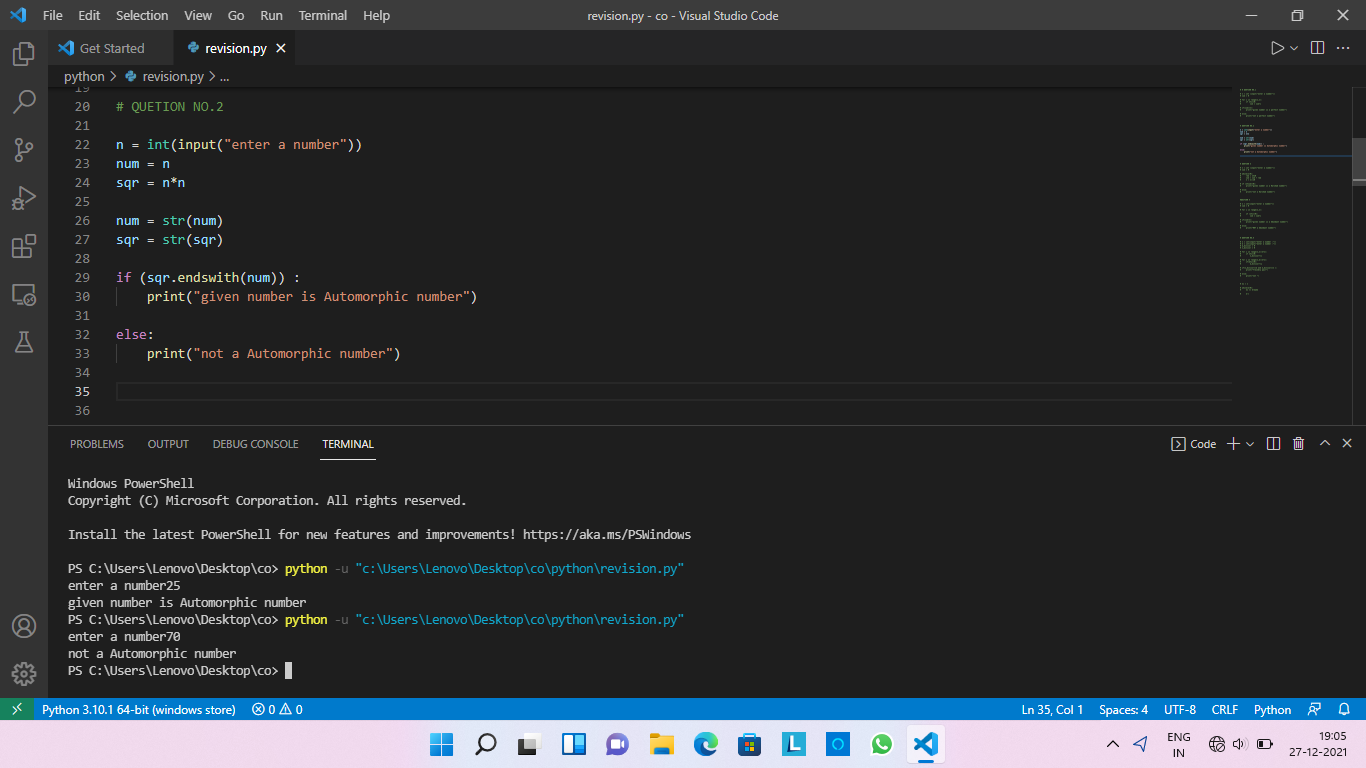 File Edit Selection View Go Run Terminal Help
revision.py - co - Visual Studio Code
Get Started
revision.py
python > revision.py > ...
19
20 # QUETION NO.2
21
22 n = int(input("enter a number"))
23 num = n
24 sqr = n*n
25
26 num = str(num)
27 sqr = str(sqr)
28
29 if (sqr.endswith(num)) :
30 print("given number is Automorphic number")
31
32 else:
33 print("not a Automorphic number")
34
35
36
PROBLEMS OUTPUT DEBUG CONSOLE TERMINAL
Code
Windows PowerShell
Copyright (C) Microsoft Corporation. All rights reserved.
Install the latest PowerShell for new features and improvements! https://aka.ms/PSWindows
PS C:\Users\Lenovo\Desktop\co> python -u "c:\Users\Lenovo\Desktop\co\python\revision.py"
enter a number25
given number is Automorphic number
PS C:\Users\Lenovo\Desktop\co> python -u "c:\Users\Lenovo\Desktop\co\python\revision.py"
enter a number70
not a Automorphic number
PS C:\Users\Lenovo\Desktop\co>
Python 3.10.1 64-bit (windows store) 0 0
Ln 35, Col 1 Spaces: 4 UTF-8 CRLF Python
ENG
IN
19:05
27-12-2021